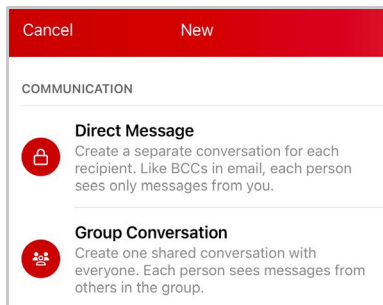 Cancel New
COMMUNICATION
Direct Message
Create a separate conversation for each
recipient. Like BCCs in email, each person
sees only messages from you.
Group Conversation
Create one shared conversation with
everyone. Each person sees messages from
others in the group.